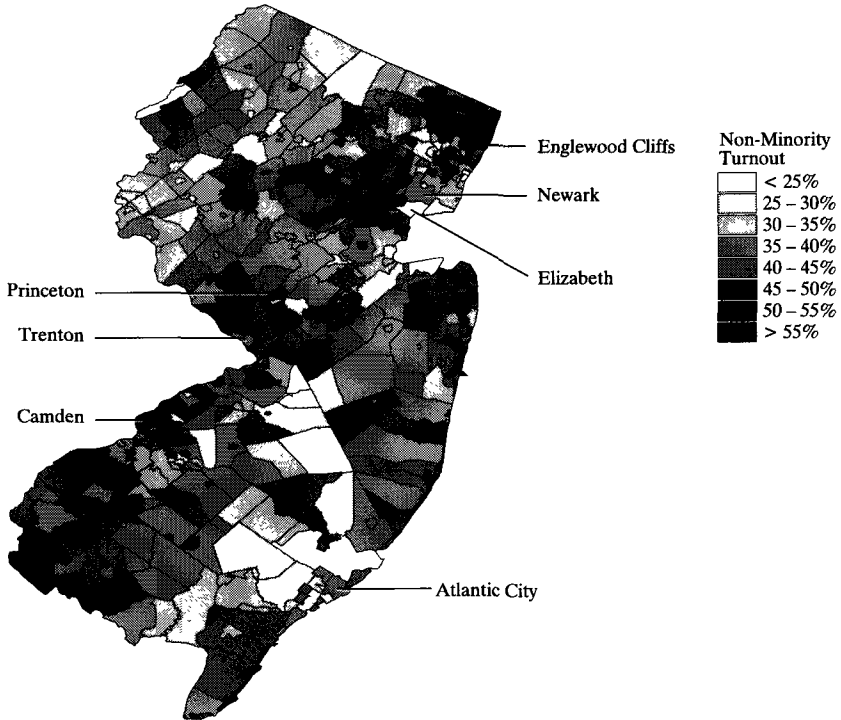 Englewood Cliffs
Newark
Elizabeth
Princeton
Trenton
Camden
Atlantic City
Non-Minority
Turnout
< 25%
25 – 30%
30 – 35%
35 – 40%
40 – 45%
45 – 50%
50 – 55%
> 55%